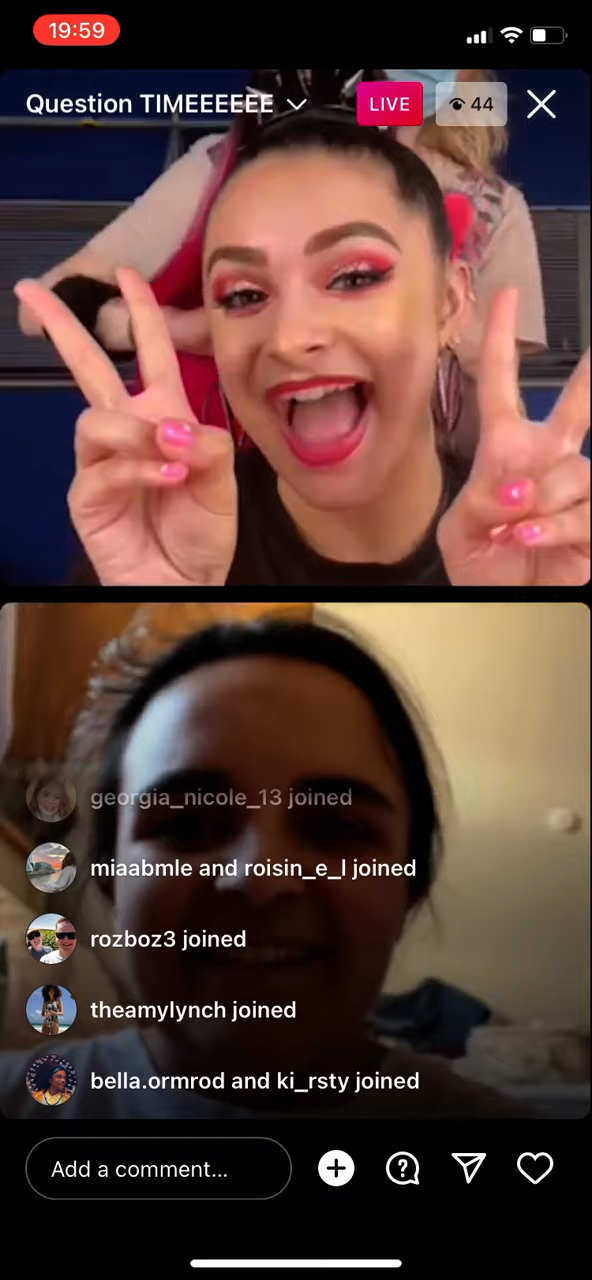 19:59
Question TIMEEEEEE
LIVE
44
georgia_nicole_13 joined
miaabmle and roisin_e_l joined
rozboz3 joined
theamylynch joined
bella.ormrod and ki_rsty joined
Add a comment...